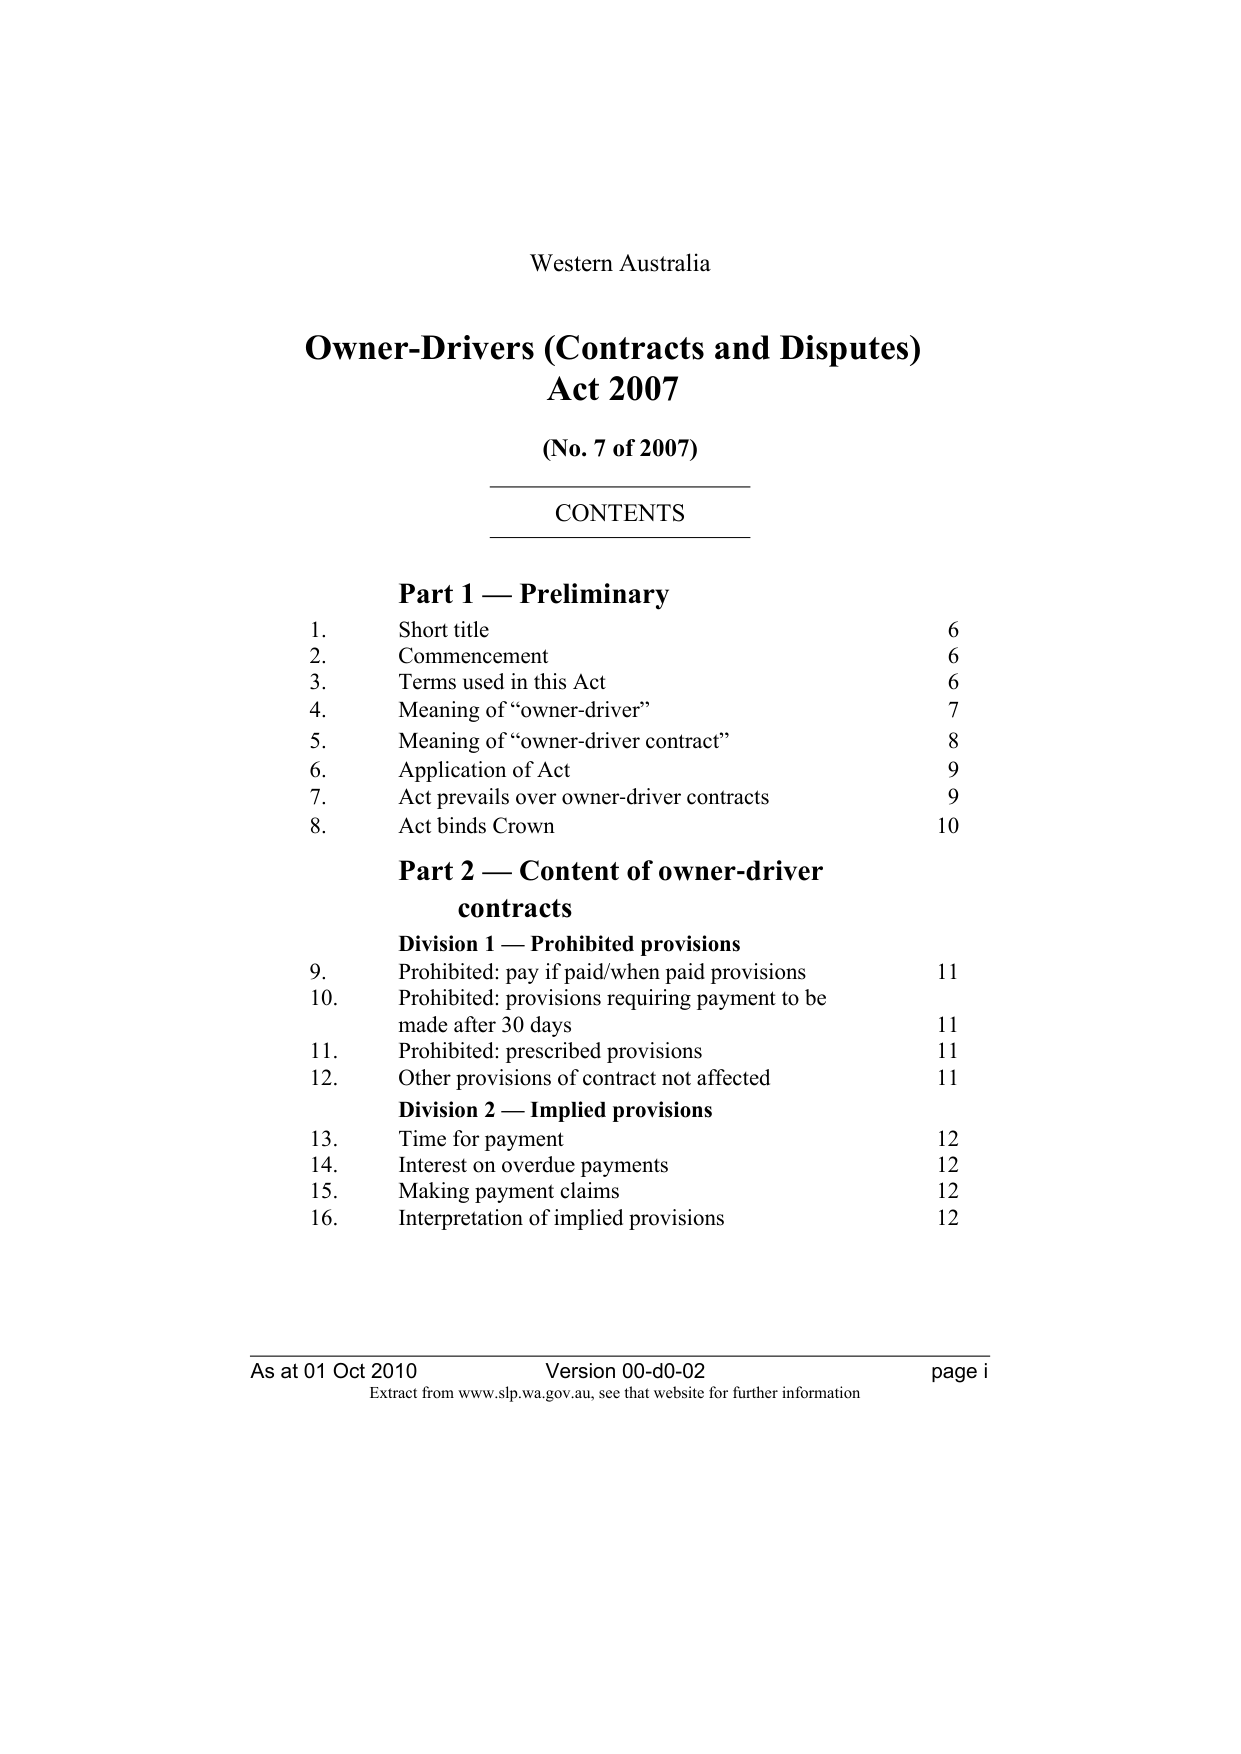 Western Australia
Owner-Drivers (Contracts and Disputes)
Act 2007
(No. 7 of 2007)
CONTENTS
Part 1 — Preliminary
1. Short title 6
2. Commencement 6
3. Terms used in this Act 6
4. Meaning of “owner-driver” 7
5. Meaning of “owner-driver contract” 8
6. Application of Act 9
7. Act prevails over owner-driver contracts 9
8. Act binds Crown 10
Part 2 — Content of owner-driver
contracts
Division 1 — Prohibited provisions
9. Prohibited: pay if paid/when paid provisions 11
10. Prohibited: provisions requiring payment to be
made after 30 days 11
11. Prohibited: prescribed provisions 11
12. Other provisions of contract not affected 11
Division 2 — Implied provisions
13. Time for payment 12
14. Interest on overdue payments 12
15. Making payment claims 12
16. Interpretation of implied provisions 12
As at 01 Oct 2010 Version 00-d0-02 page i
Extract from www.slp.wa.gov.au, see that website for further information